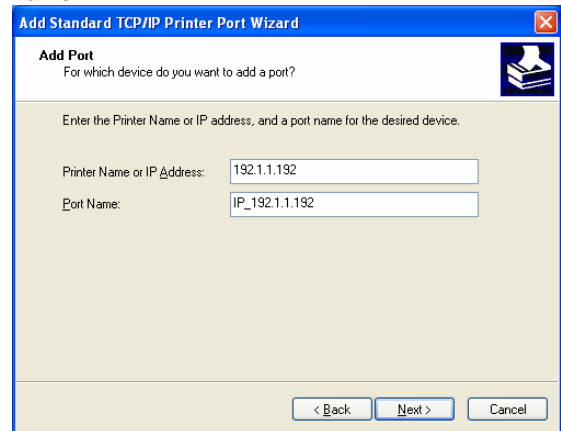 Add Standard TCP/IP Printer Port Wizard
Add Port
For which device do you want to add a port?
Enter the Printer Name or IP address, and a port name for the desired device.
Printer Name or IP Address: 192.1.1.192
Port Name: IP_192.1.1.192
< Back Next > Cancel